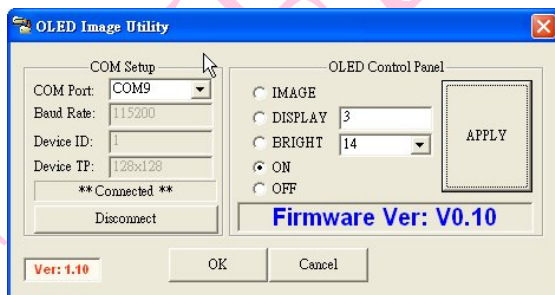 OLED Image Utility
COM Setup
COM Port: COM9
Baud Rate: 115200
Device ID: 1
Device TP: 128x128
** Connected **
Disconnect
OLED Control Panel
IMAGE
DISPLAY 3
BRIGHT 14
ON
OFF
APPLY
Firmware Ver: V0.10
Ver: 1.10
OK
Cancel